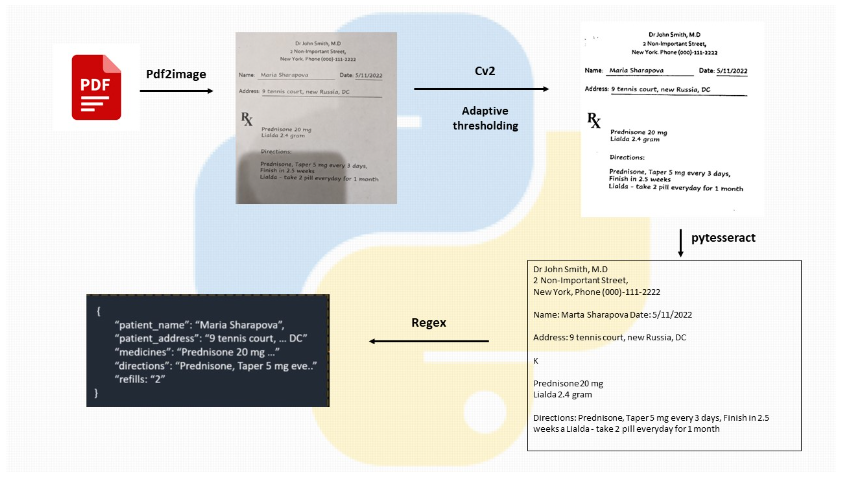 PDF
Pdf2image
Dr John Smith, M.D
2 Non-Important Street,
New York, Phone (000)-111-2222
Name: Maria Sharapova Date: 5/11/2022
Address: 9 tennis court, new Russia, DC
Rx
Prednisone 20 mg
Lialda 2.4 gram
Directions:
Prednisone, Taper 5 mg every 3 days,
Finish in 2.5 weeks
Lialda - take 2 pill everyday for 1 month
Cv2
Adaptive
thresholding
Dr John Smith, M.D
2 Non-Important Street,
New York, Phone (000)-111-2222
Name: Maria Sharapova Date: 5/11/2022
Address: 9 tennis court, new Russia, DC
Rx
Prednisone 20 mg
Lialda 2.4 gram
Directions:
Prednisone, Taper 5 mg every 3 days,
Finish in 2.5 weeks
Lialda - take 2 pill everyday for 1 month
pytesseract
Dr John Smith, M.D
2 Non-Important Street,
New York, Phone (000)-111-2222
Name: Marta Sharapova Date: 5/11/2022
Address: 9 tennis court, new Russia, DC
K
Prednisone 20 mg
Lialda 2.4 gram
Directions: Prednisone, Taper 5 mg every 3 days, Finish in 2.5
weeks a Lialda - take 2 pill everyday for 1 month
Regex
{
"patient_name": "Maria Sharapova",
"patient_address": "9 tennis court, ... DC"
"medicines": "Prednisone 20 mg ..."
"directions": "Prednisone, Taper 5 mg eve.."
"refills: "2"
}